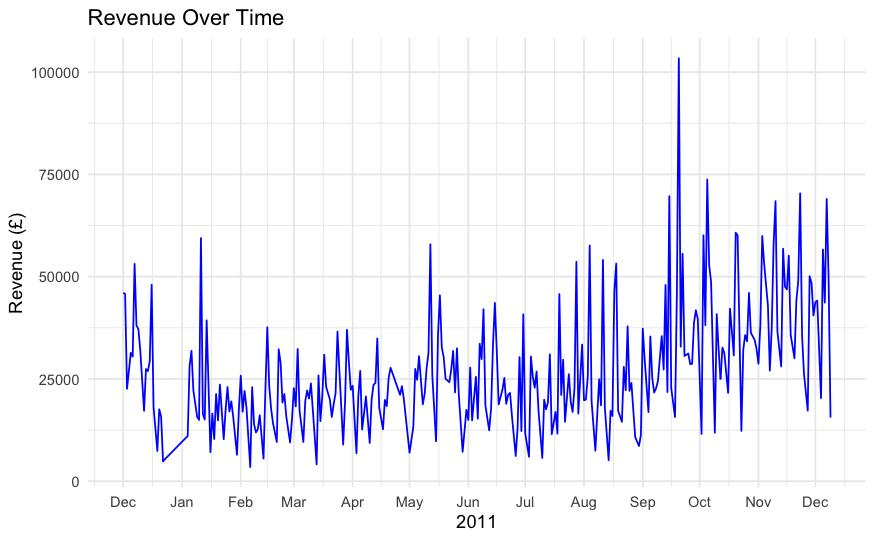 Revenue Over Time
Revenue (£)
100000
75000
50000
25000
0
Dec Jan Feb Mar Apr May Jun Jul Aug Sep Oct Nov Dec
2011